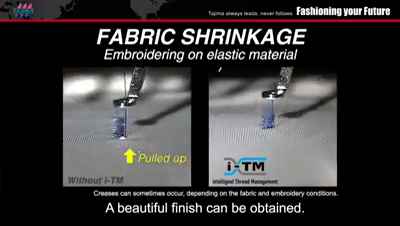 TAJIMA
Tajima always leads, never follows
Fashioning your Future
FABRIC SHRINKAGE
Embroidering on elastic material
Pulled up
Without i-TM
i-TM
intelligent Thread Management
Creases can sometimes occur, depending on the fabric and embroidery conditions.
A beautiful finish can be obtained.